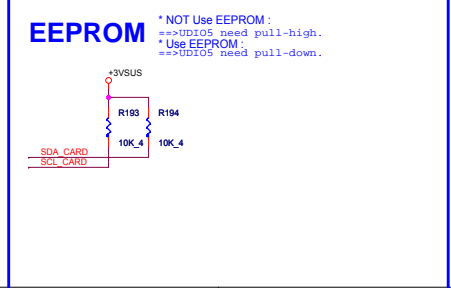 EEPROM
* NOT Use EEPROM :
==>UDIO5 need pull-high.
* Use EEPROM :
==>UDIO5 need pull-down.
+3VSUS
R193 R194
10K_4 10K_4
SDA_CARD
SCL_CARD